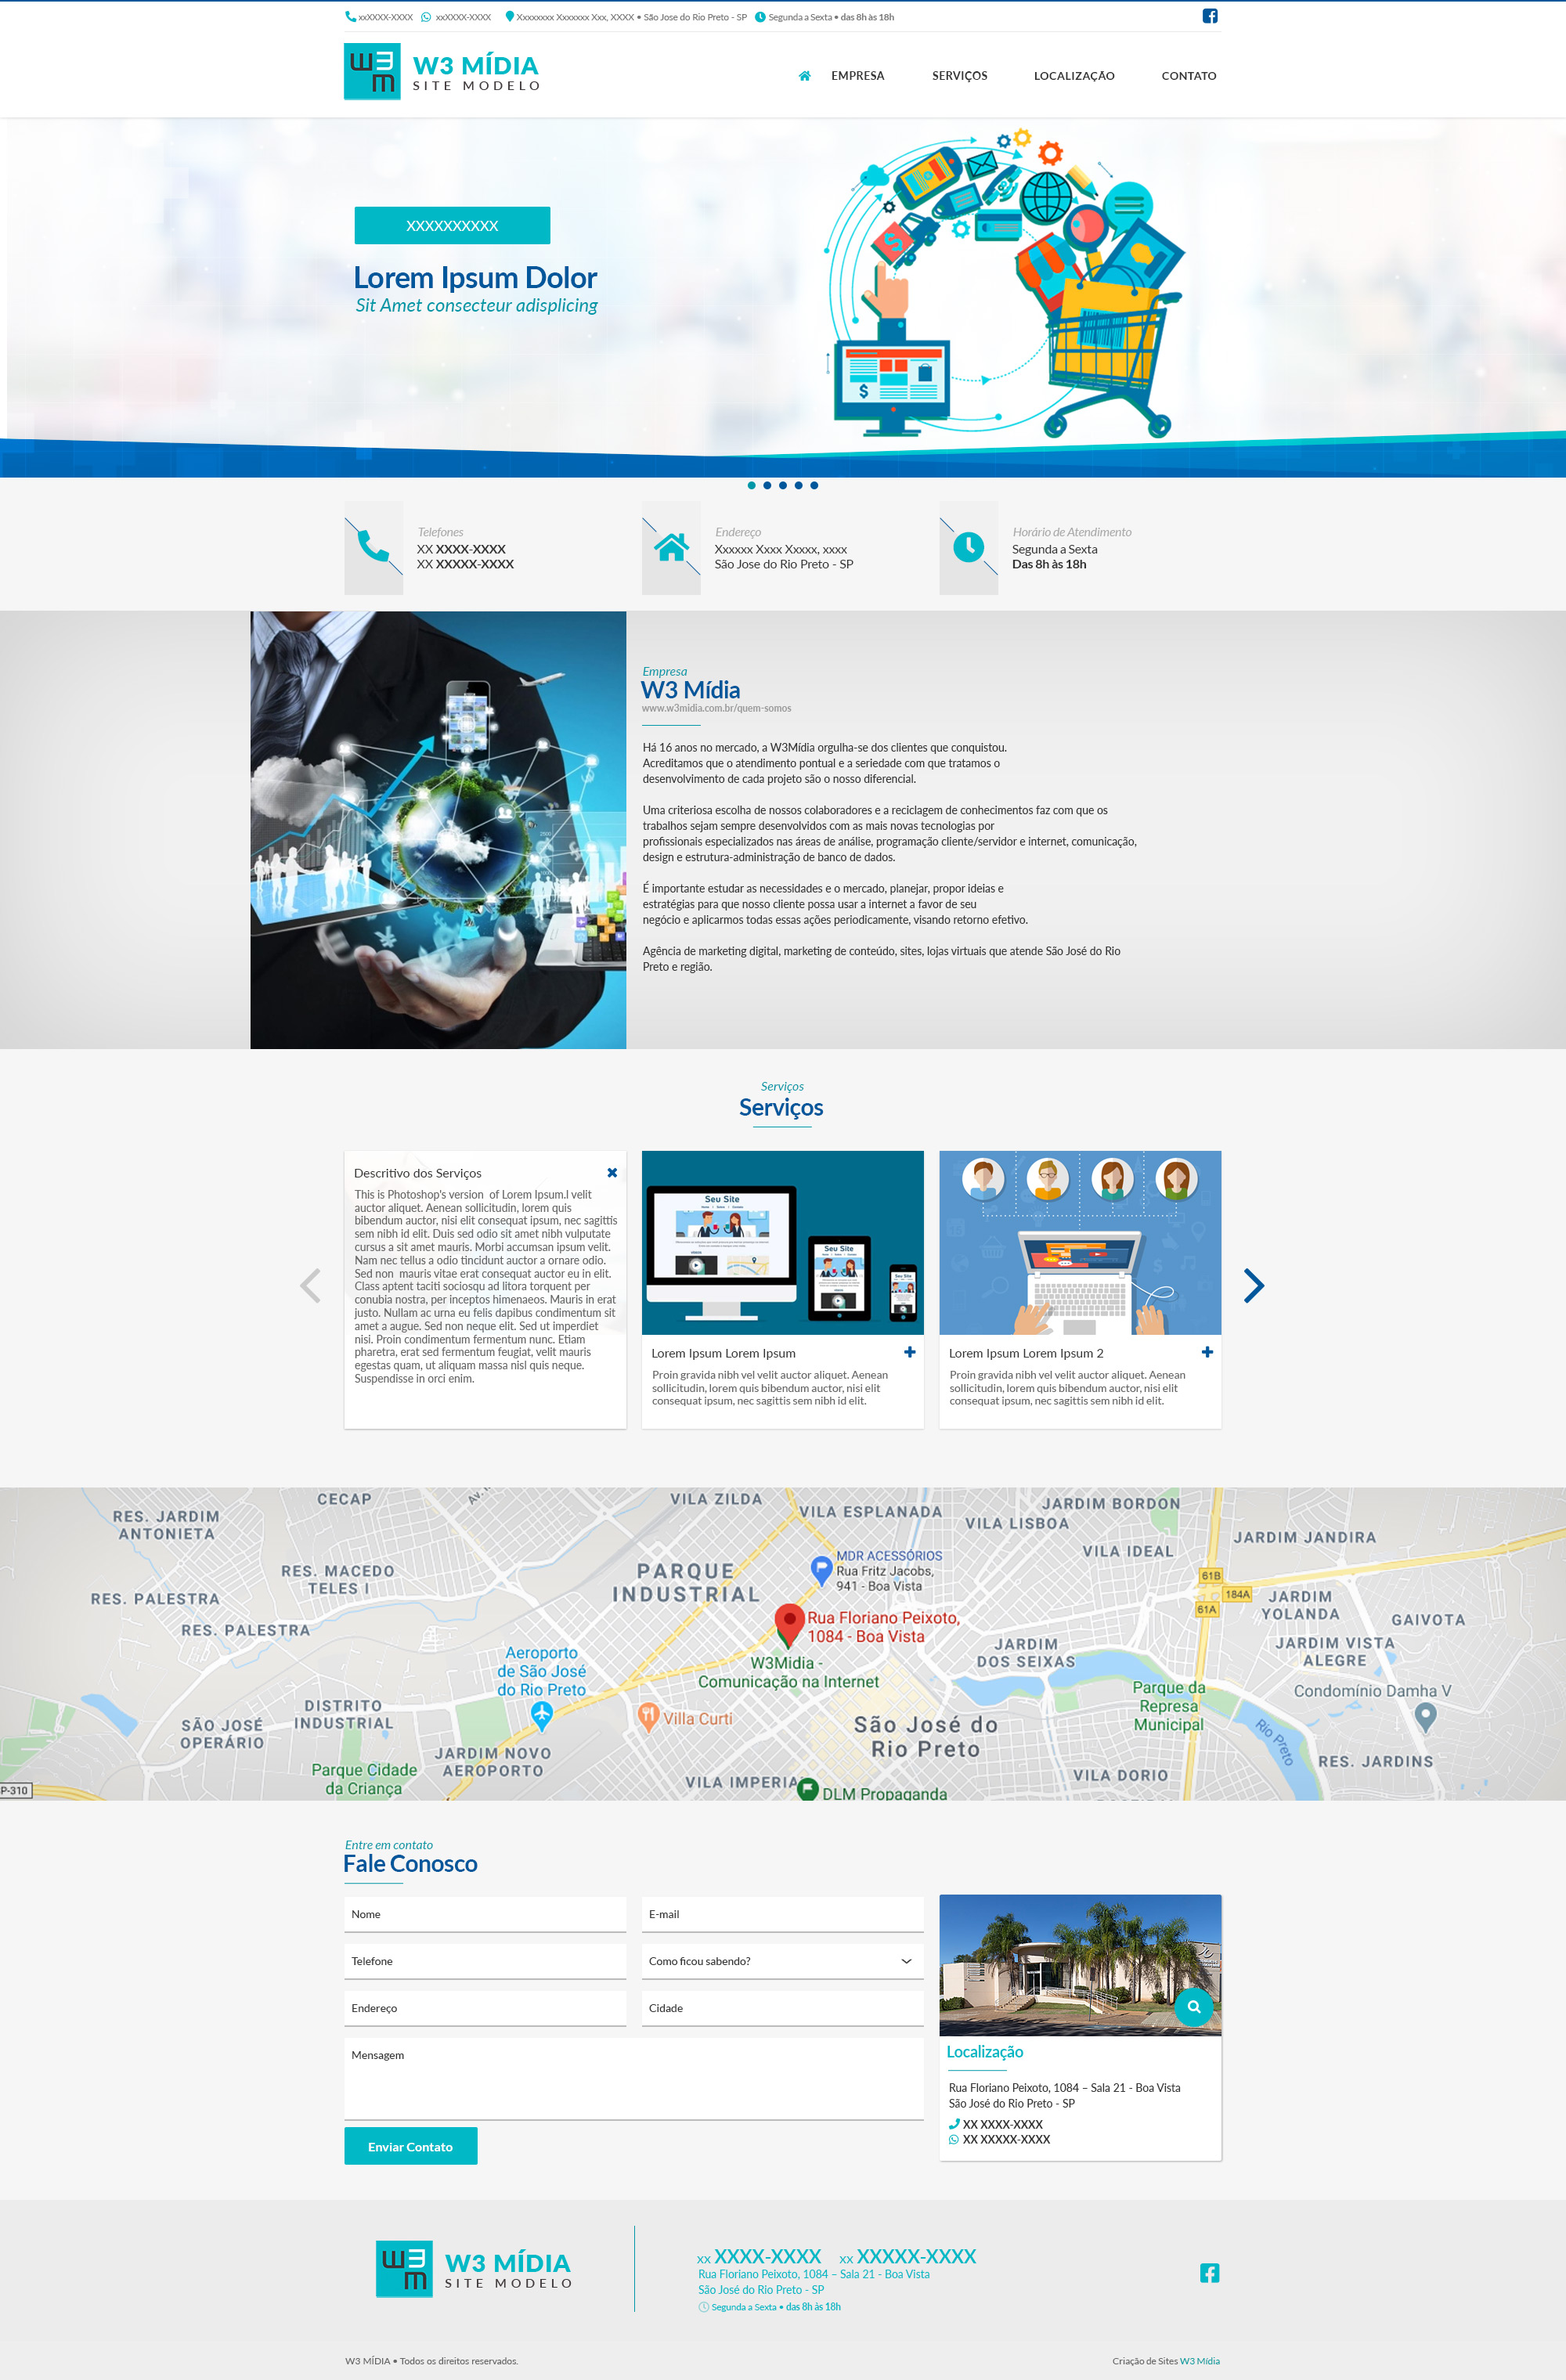 xxXXXX-XXXX xxXXXX-XXXX Xxxxxxxx Xxxxxxx Xxx, XXXX • São Jose do Rio Preto - SP Segunda a Sexta • das 8h às 18h
W3 MÍDIA
SITE MODELO
EMPRESA SERVIÇOS LOCALIZAÇÃO CONTATO
XXXXXXXXXX
Lorem Ipsum Dolor
Sit Amet consecteur adisplicing
Telefones
XX XXXX-XXXX
XX XXXXX-XXXX
Endereço
Xxxxxx Xxxx Xxxxx, xxxx
São Jose do Rio Preto - SP
Horário de Atendimento
Segunda a Sexta
Das 8h às 18h
Empresa
W3 Mídia
www.w3midia.com.br/quem-somos
Há 16 anos no mercado, a W3Mídia orgulha-se dos clientes que conquistou.
Acreditamos que o atendimento pontual e a seriedade com que tratamos o
desenvolvimento de cada projeto são o nosso diferencial.
Uma criteriosa escolha de nossos colaboradores e a reciclagem de conhecimentos faz com que os
trabalhos sejam sempre desenvolvidos com as mais novas tecnologias por
profissionais especializados nas áreas de análise, programação cliente/servidor e internet, comunicação,
design e estrutura-administração de banco de dados.
É importante estudar as necessidades e o mercado, planejar, propor ideias e
estratégias para que nosso cliente possa usar a internet a favor de seu
negócio e aplicarmos todas essas ações periodicamente, visando retorno efetivo.
Agência de marketing digital, marketing de conteúdo, sites, lojas virtuais que atende São José do Rio
Preto e região.
Serviços
Serviços
Descritivo dos Serviços
This is Photoshop's version of Lorem Ipsum.l velit
auctor aliquet. Aenean sollicitudin, lorem quis
bibendum auctor, nisi elit consequat ipsum, nec sagittis
sem nibh id elit. Duis sed odio sit amet nibh vulputate
cursus a sit amet mauris. Morbi accumsan ipsum velit.
Nam nec tellus a odio tincidunt auctor a ornare odio.
Sed non mauris vitae erat consequat auctor eu in elit.
Class aptent taciti sociosqu ad litora torquent per
conubia nostra, per inceptos himenaeos. Mauris in erat
justo. Nullam ac urna eu felis dapibus condimentum sit
amet a augue. Sed non neque elit. Sed ut imperdiet
nisi. Proin condimentum fermentum nunc. Etiam
pharetra, erat sed fermentum feugiat, velit mauris
egestas quam, ut aliquam massa nisl quis neque.
Suspendisse in orci enim.
Seu Site
Seu Site
Lorem Ipsum Lorem Ipsum
Proin gravida nibh vel velit auctor aliquet. Aenean
sollicitudin, lorem quis bibendum auctor, nisi elit
consequat ipsum, nec sagittis sem nibh id elit.
Lorem Ipsum Lorem Ipsum 2
Proin gravida nibh vel velit auctor aliquet. Aenean
sollicitudin, lorem quis bibendum auctor, nisi elit
consequat ipsum, nec sagittis sem nibh id elit.
CECAP
VILA ZILDA
VILA ESPLANADA
JARDIM BORDON
RES. JARDIM
ANTONIETA
VILA LISBOA
JARDIM JANDIRA
VILA IDEAL
MDR ACESSÓRIOS
Rua Fritz Jacobs,
941 - Boa Vista
RES. MACEDO
TELES I
PARQUE
INDUSTRIAL
61B
184A
61A
RES. PALESTRA
JARDIM
YOLANDA
GAIVOTA
Rua Floriano Peixoto,
1084 - Boa Vista
RES. PALESTRA
JARDIM
DOS SEIXAS
JARDIM VISTA
ALEGRE
Aeroporto
de São José
do Rio Preto
W3Midia -
Comunicação na Internet
Parque da
Represa
Municipal
Condomínio Damha V
DISTRITO
INDUSTRIAL
Villa Curti
São José do
Rio Preto
SÃO JOSÉ
OPERÁRIO
Rio Preto
JARDIM NOVO
AEROPORTO
RES. JARDINS
Parque Cidade
da Criança
VILA IMPERIA
VILA DORIO
P-310
DLM Propaganda
Entre em contato
Fale Conosco
Nome
E-mail
Telefone
Como ficou sabendo?
Endereço
Cidade
Mensagem
Enviar Contato
Localização
Rua Floriano Peixoto, 1084 – Sala 21 - Boa Vista
São José do Rio Preto - SP
XX XXXX-XXXX
XX XXXXX-XXXX
W3 MÍDIA
SITE MODELO
XX XXXX-XXXX XX XXXXX-XXXX
Rua Floriano Peixoto, 1084 – Sala 21 - Boa Vista
São José do Rio Preto - SP
Segunda a Sexta • das 8h às 18h
W3 MÍDIA • Todos os direitos reservados.
Criação de Sites W3 Mídia